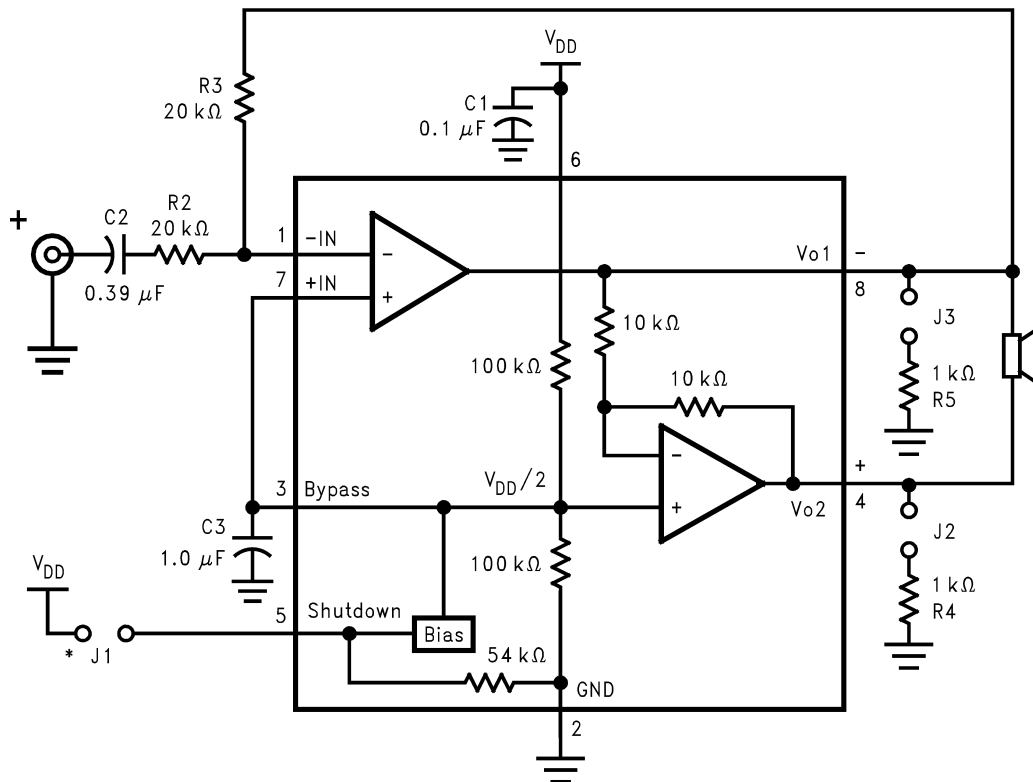 V_DD
R3
20 kΩ
C1
0.1 μF
6
+
C2
R2
20 kΩ
0.39 μF
1
-IN
−
7
+IN
+
Vo1
−
8
10 kΩ
J3
100 kΩ
10 kΩ
1 kΩ
R5
−
+
3
Bypass
V_DD/2
+
Vo2
4
C3
1.0 μF
100 kΩ
J2
V_DD
1 kΩ
R4
5
Shutdown
Bias
* J1
54 kΩ
GND
2